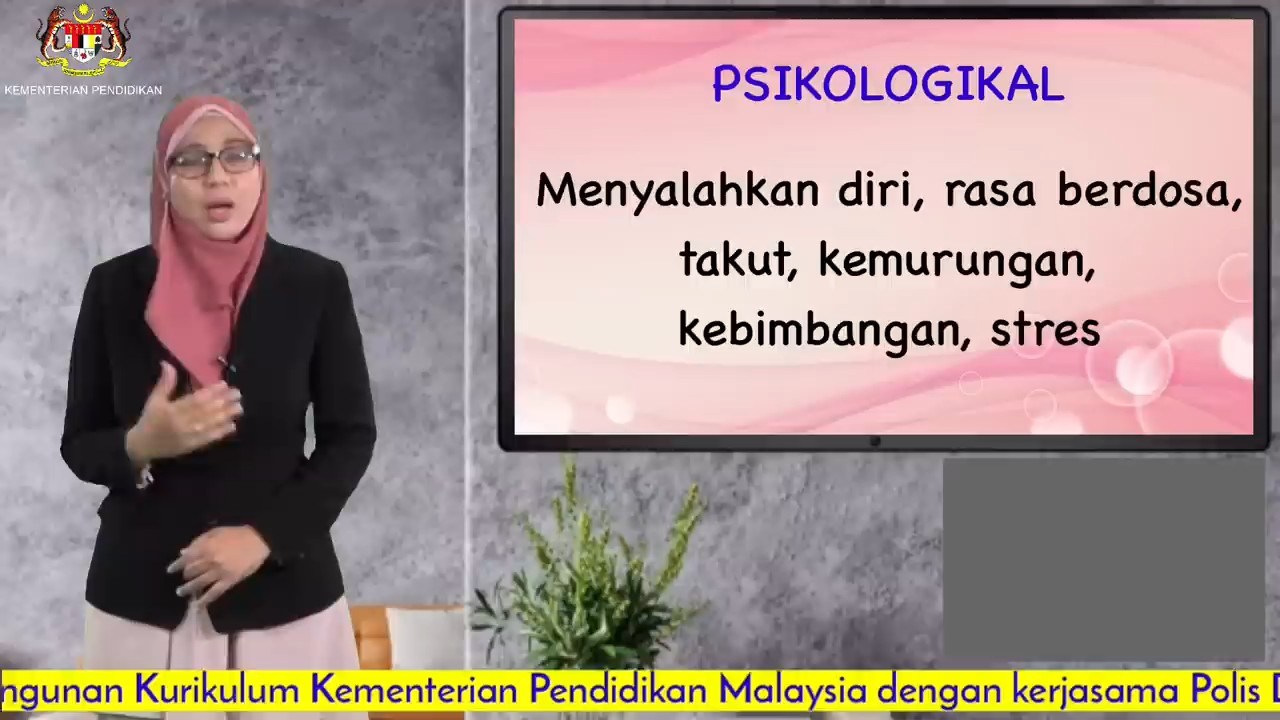 KEMENTERIAN PENDIDIKAN
PSIKOLOGIKAL
Menyalahkan diri, rasa berdosa,
takut, kemurungan,
kebimbangan, stres
ngunan Kurikulum Kementerian Pendidikan Malaysia dengan kerjasama Polis